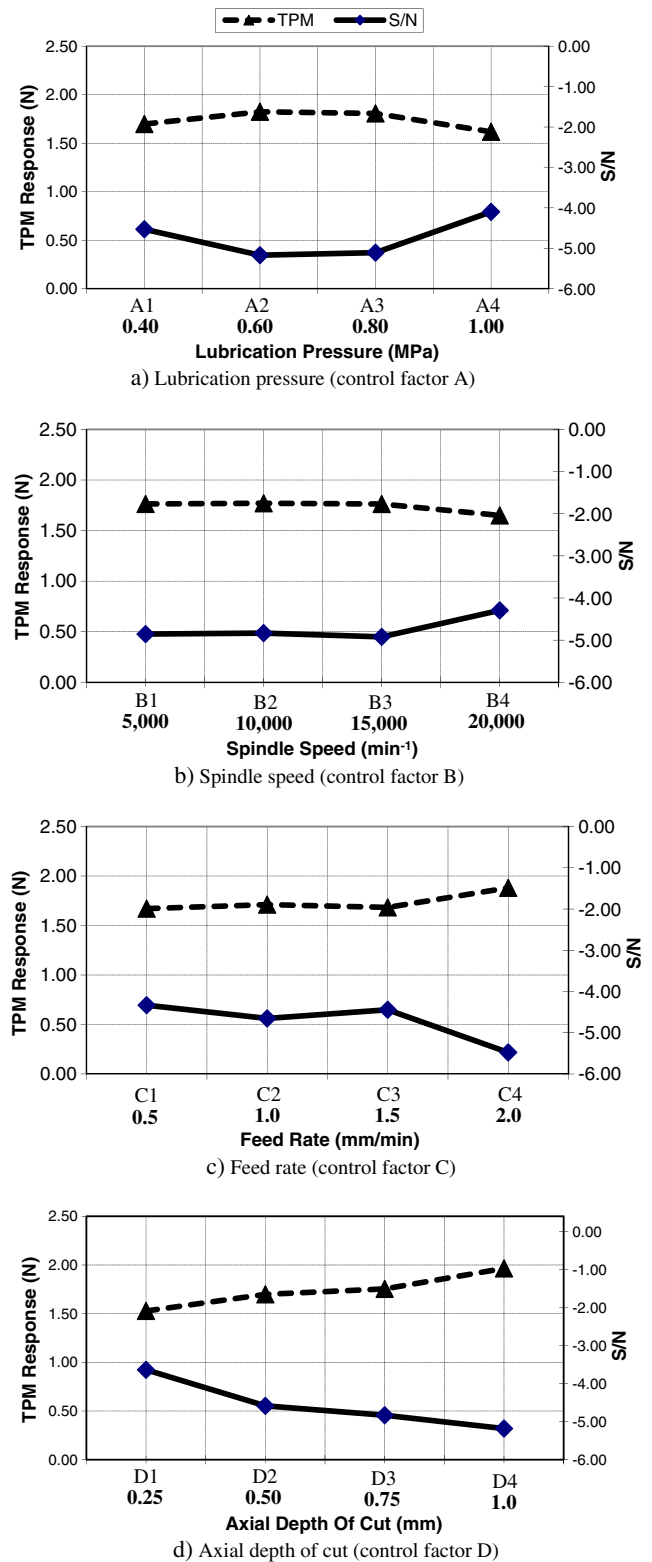 TPM S/N
2.50 0.00
2.00 -1.00
1.50 -2.00
1.00 -3.00
0.50 -4.00
0.00 -5.00
-6.00
TPM Response (N)
S/N
A1 A2 A3 A4
0.40 0.60 0.80 1.00
Lubrication Pressure (MPa)
a) Lubrication pressure (control factor A)
2.50 0.00
2.00 -1.00
1.50 -2.00
1.00 -3.00
0.50 -4.00
0.00 -5.00
-6.00
TPM Response (N)
S/N
B1 B2 B3 B4
5,000 10,000 15,000 20,000
Spindle Speed (min-1)
b) Spindle speed (control factor B)
2.50 0.00
2.00 -1.00
1.50 -2.00
1.00 -3.00
0.50 -4.00
0.00 -5.00
-6.00
TPM Response (N)
S/N
C1 C2 C3 C4
0.5 1.0 1.5 2.0
Feed Rate (mm/min)
c) Feed rate (control factor C)
2.50 0.00
2.00 -1.00
1.50 -2.00
1.00 -3.00
0.50 -4.00
0.00 -5.00
-6.00
TPM Response (N)
S/N
D1 D2 D3 D4
0.25 0.50 0.75 1.0
Axial Depth Of Cut (mm)
d) Axial depth of cut (control factor D)